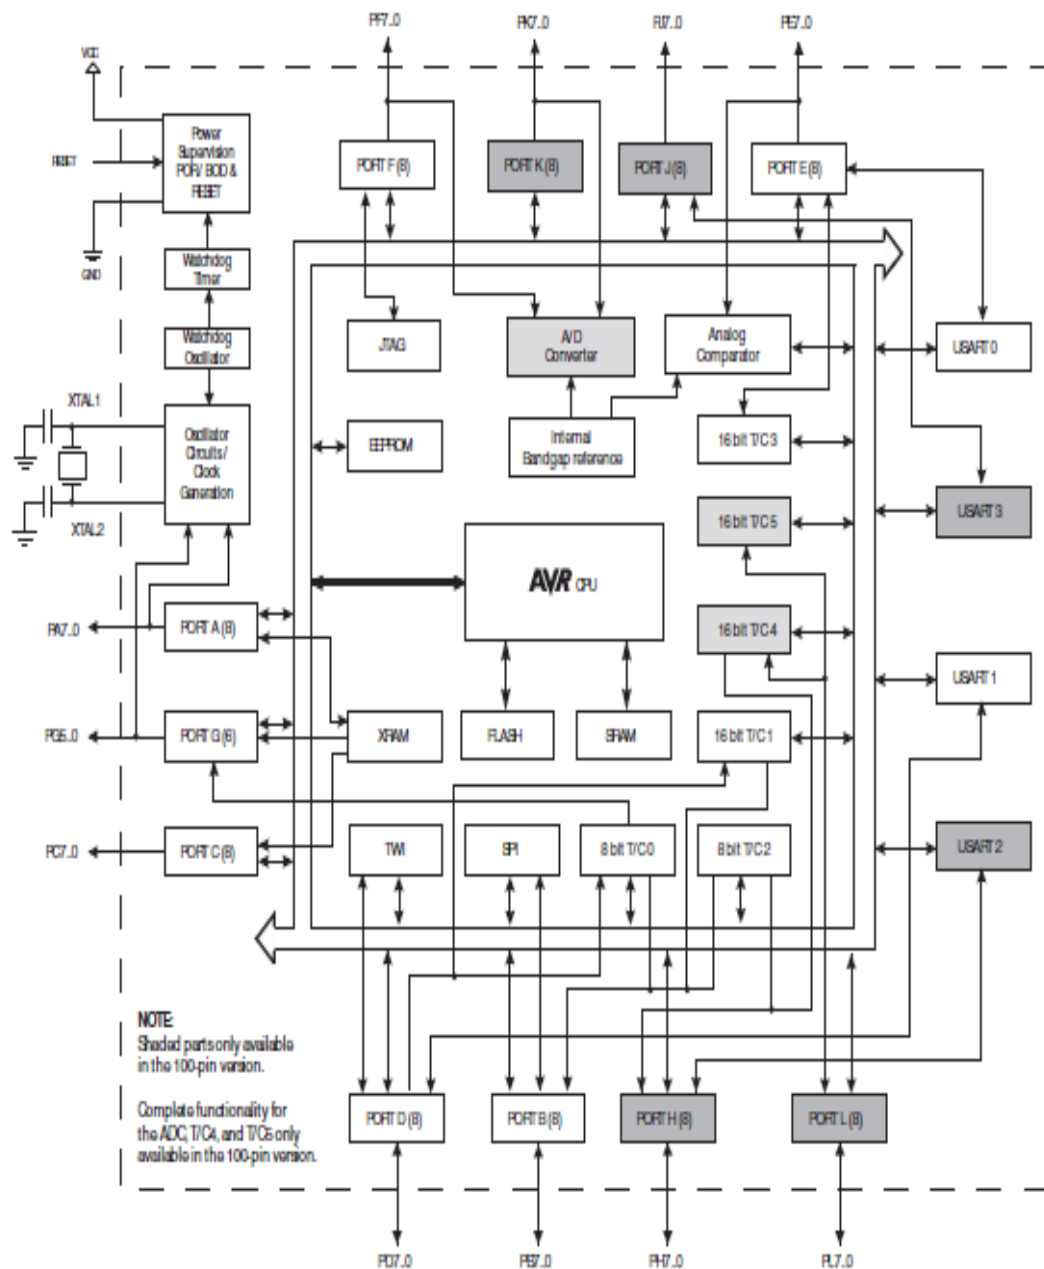 PF7..0
PK7..0
PJ7..0
PE7..0
VCC
RESET
GND
Power
Supervision
POR/ BOD &
RESET
Watchdog
Timer
Watchdog
Oscillator
XTAL1
XTAL2
Oscillator
Circuits /
Clock
Generation
PORT F (8)
PORT K (8)
PORT J (8)
PORT E (8)
JTAG
A/D
Converter
Analog
Comparator
USART 0
EEPROM
Internal
Bandgap reference
16 bit T/C 3
16 bit T/C 5
USART 3
AVR CPU
16 bit T/C 4
USART 1
PA7..0
PORT A (8)
PG5..0
PORT G (6)
XRAM
FLASH
SRAM
16 bit T/C 1
PC7..0
PORT C (8)
TWI
SPI
8 bit T/C 0
8 bit T/C 2
USART 2
NOTE:
Shaded parts only available
in the 100-pin version.
Complete functionality for
the ADC, T/C4, and T/C5 only
available in the 100-pin version.
PORT D (8)
PORT B (8)
PORT H (8)
PORT L (8)
PD7..0
PB7..0
PH7..0
PL7..0